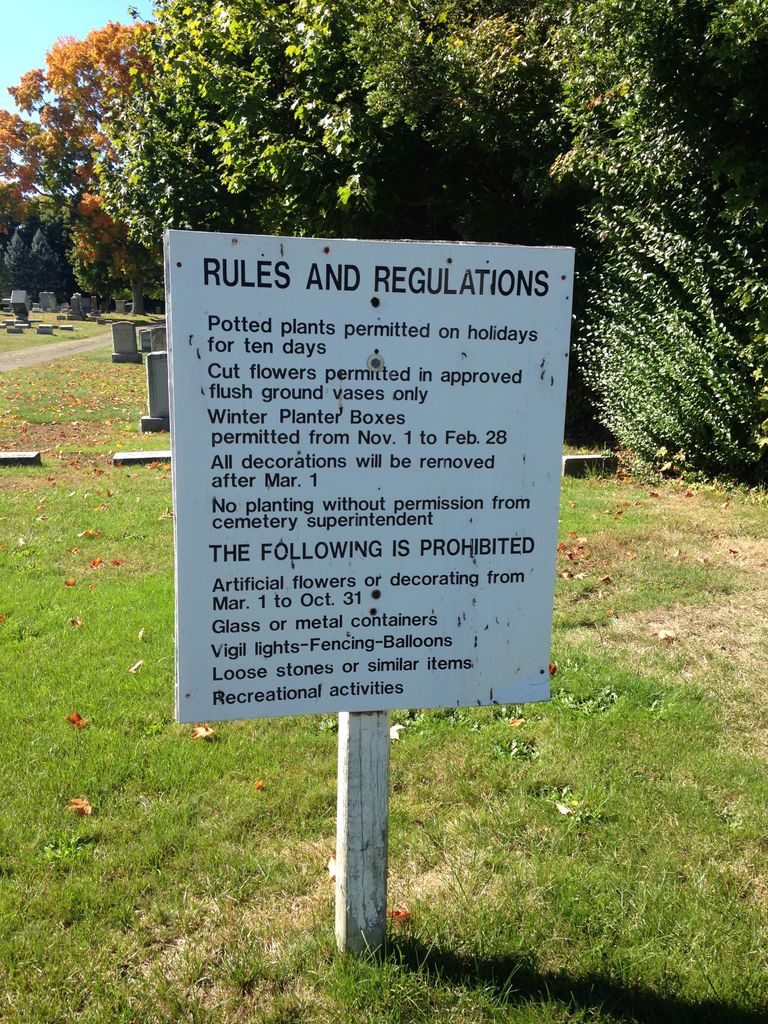 RULES AND REGULATIONS
Potted plants permitted on holidays
for ten days
Cut flowers permitted in approved
flush ground vases only
Winter Planter Boxes
permitted from Nov. 1 to Feb. 28
All decorations will be removed
after Mar. 1
No planting without permission from
cemetery superintendent
THE FOLLOWING IS PROHIBITED
Artificial flowers or decorating from
Mar. 1 to Oct. 31
Glass or metal containers
Vigil lights-Fencing-Balloons
Loose stones or similar items
Recreational activities